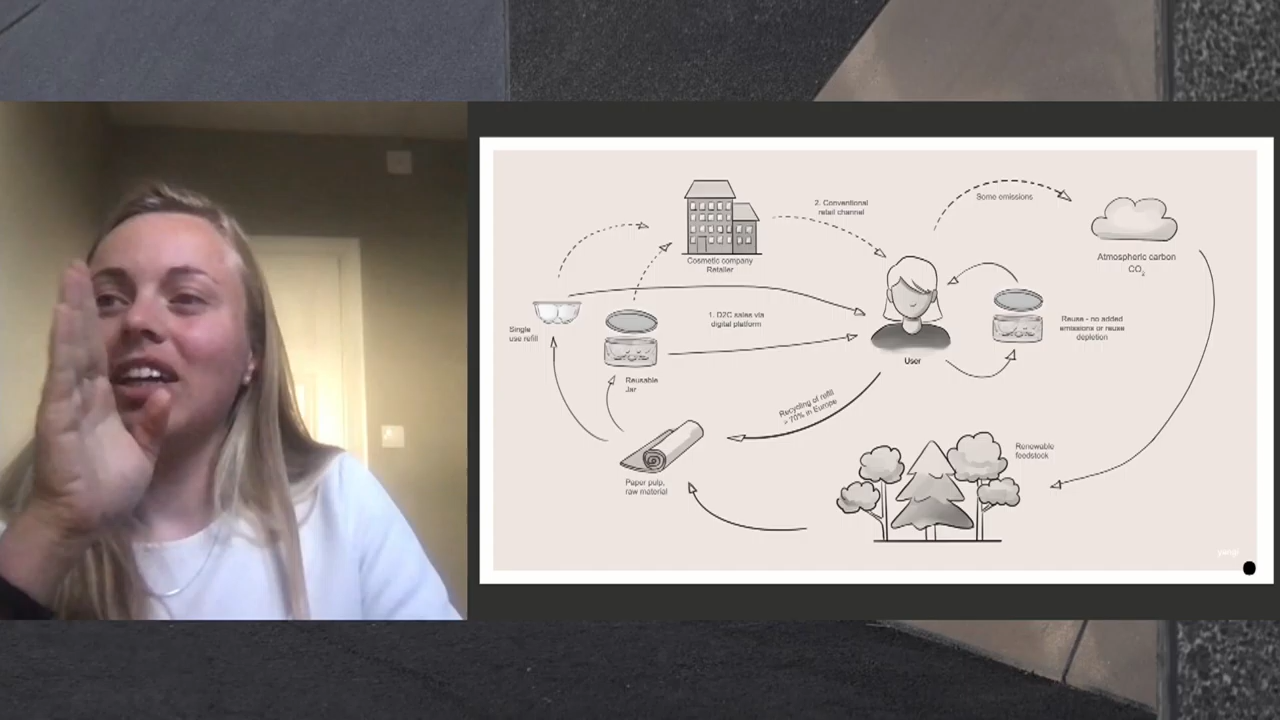 Some emissions
2. Conventional
retail channel
Cosmetic company
Retailer
Atmospheric carbon
CO2
Single
use refill
1. D2C sales via
digital platform
Reuse - no added
emissions or reuse
depletion
User
Reusable
Jar
Recycling of refill
> 70% in Europe
Renewable
feedstock
Paper pulp,
raw material